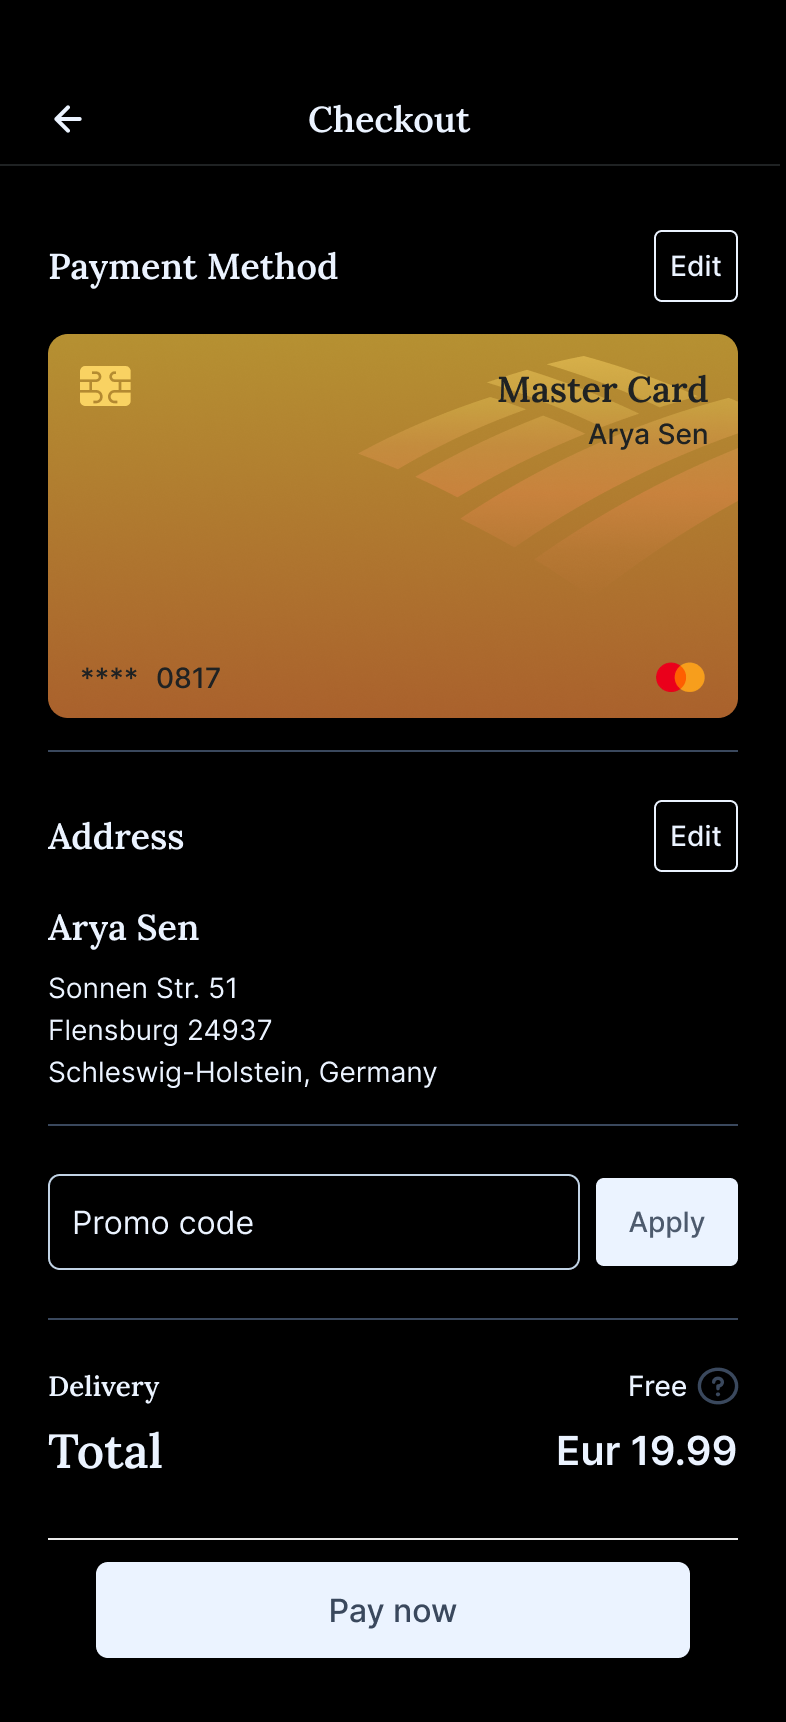 Checkout
Payment Method
Edit
Master Card
Arya Sen
**** 0817
Address
Edit
Arya Sen
Sonnen Str. 51
Flensburg 24937
Schleswig-Holstein, Germany
Promo code
Apply
Delivery
Free ?
Total
Eur 19.99
Pay now